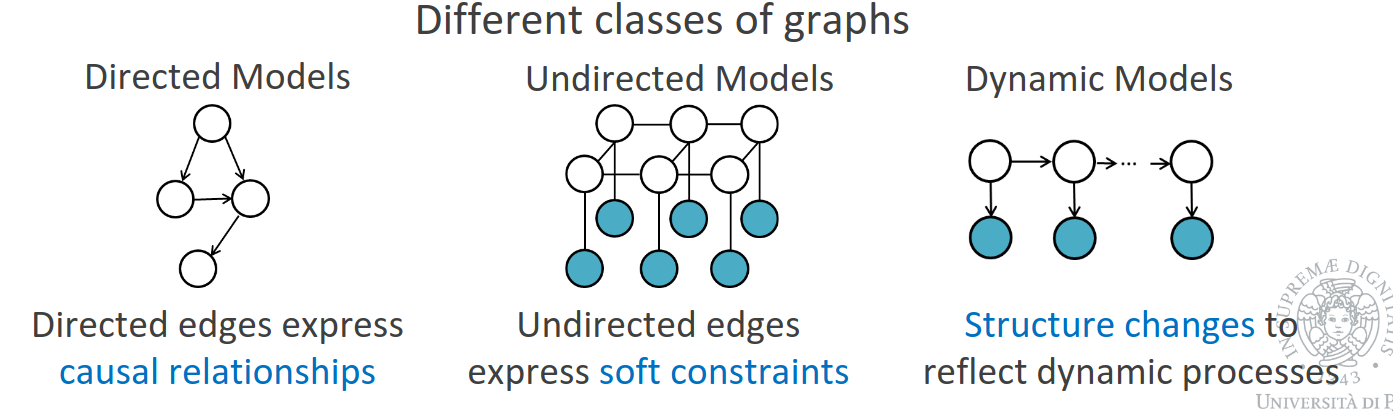 Different classes of graphs
Directed Models
Undirected Models
Dynamic Models
...
Directed edges express
causal relationships
Undirected edges
express soft constraints
Structure changes to
reflect dynamic processes
IN SUPREMÆ DIGNITATIS
1343
UNIVERSITÀ DI P